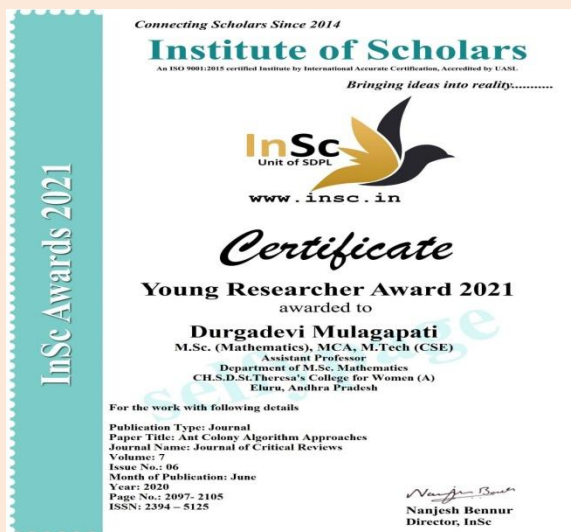 Connecting Scholars Since 2014
Institute of Scholars
An ISO 9001:2015 certified Institute by International Accurate Certification, Accredited by UASL
Bringing ideas into reality..........
InSc
Unit of SDPL
www.insc.in
InSc Awards 2021
Certificate
Young Researcher Award 2021
awarded to
Durgadevi Mulagapati
M.Sc. (Mathematics), MCA, M.Tech (CSE)
Assistant Professor
Department of M.Sc. Mathematics
CH.S.D.St.Theresa's College for Women (A)
Eluru, Andhra Pradesh
For the work with following details
Publication Type: Journal
Paper Title: Ant Colony Algorithm Approaches
Journal Name: Journal of Critical Reviews
Volume: 7
Issue No.: 06
Month of Publication: June
Year: 2020
Page No.: 2097- 2105
ISSN: 2394 – 5125
Nanjesh Bennur
Director, InSc